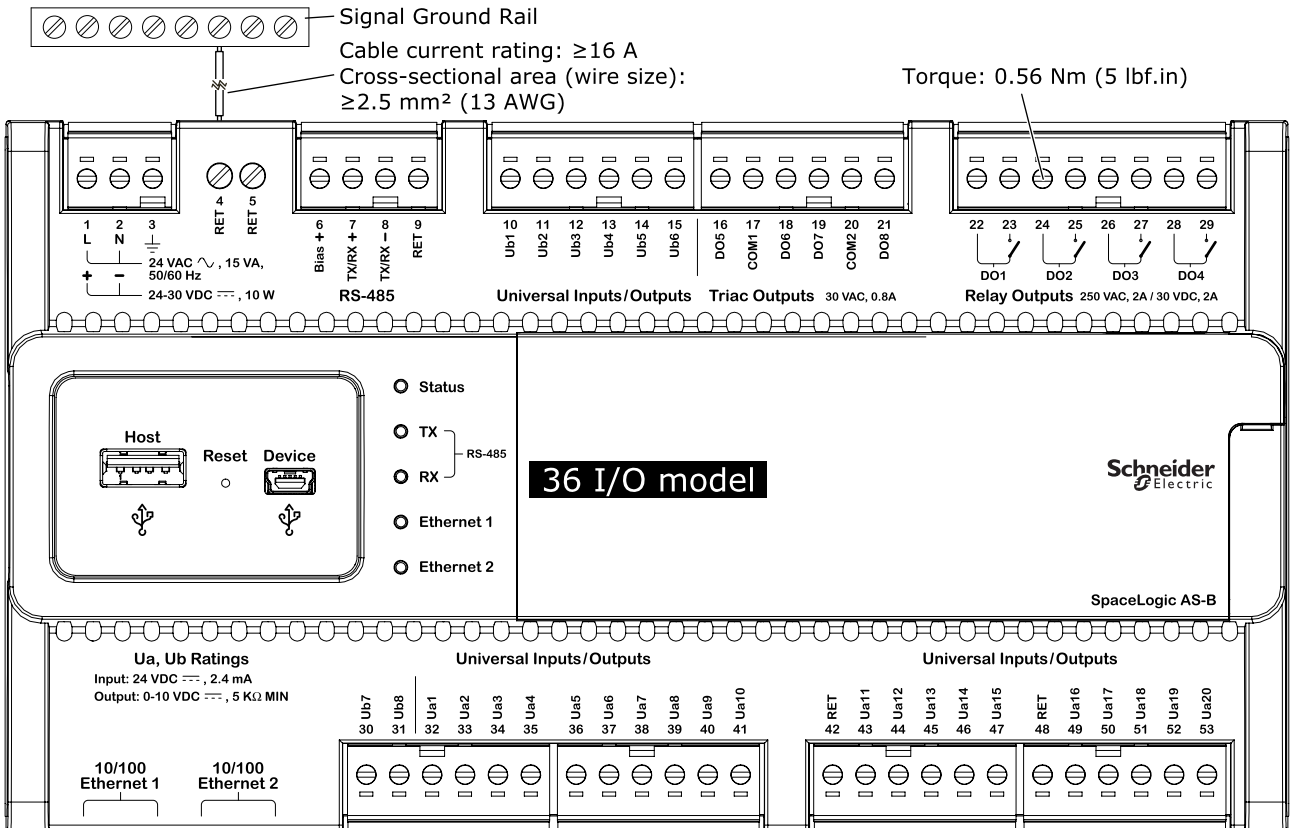 Signal Ground Rail
Cable current rating: ≥16 A
Cross-sectional area (wire size):
≥2.5 mm² (13 AWG)
Torque: 0.56 Nm (5 lbf.in)
1 2 3 RET 4 RET 5 6 7 8 9 Ub1 10 Ub2 11 Ub3 12 Ub4 13 Ub5 14 Ub6 15 DO5 16 COM1 17 DO6 18 DO7 19 COM2 20 DO8 21 22 23 24 25 26 27 28 29
L N
Bias + TX/RX + TX/RX − RET
24 VAC ∿ , 15 VA,
50/60 Hz
+ −
24-30 VDC ⎓ , 10 W
DO1 DO2 DO3 DO4
RS-485
Universal Inputs/Outputs
Triac Outputs 30 VAC, 0.8A
Relay Outputs 250 VAC, 2A / 30 VDC, 2A
Host
Reset
Device
Status
TX
RX
RS-485
Ethernet 1
Ethernet 2
36 I/O model
Schneider
Electric
SpaceLogic AS-B
Ua, Ub Ratings
Input: 24 VDC ⎓ , 2.4 mA
Output: 0-10 VDC ⎓ , 5 KΩ MIN
Universal Inputs/Outputs
Universal Inputs/Outputs
30 Ub7
31 Ub8
32 Ua1
33 Ua2
34 Ua3
35 Ua4
36 Ua5
37 Ua6
38 Ua7
39 Ua8
40 Ua9
41 Ua10
42 RET
43 Ua11
44 Ua12
45 Ua13
46 Ua14
47 Ua15
48 RET
49 Ua16
50 Ua17
51 Ua18
52 Ua19
53 Ua20
10/100
Ethernet 1
10/100
Ethernet 2